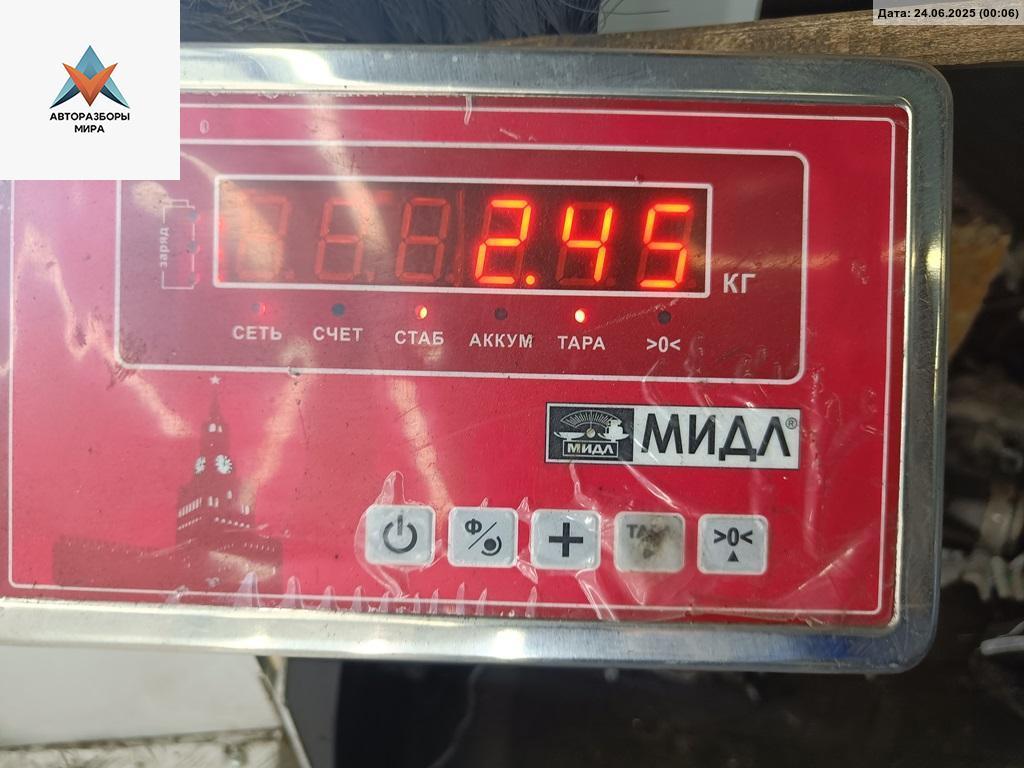 Дата: 24.06.2025 (00:06)
АВТОРАЗБОРЫ
МИРА
заряд
2.45
КГ
СЕТЬ СЧЕТ СТАБ АККУМ ТАРА >0<
МИДЛ МИДЛ®
Ф ТАРА >0<